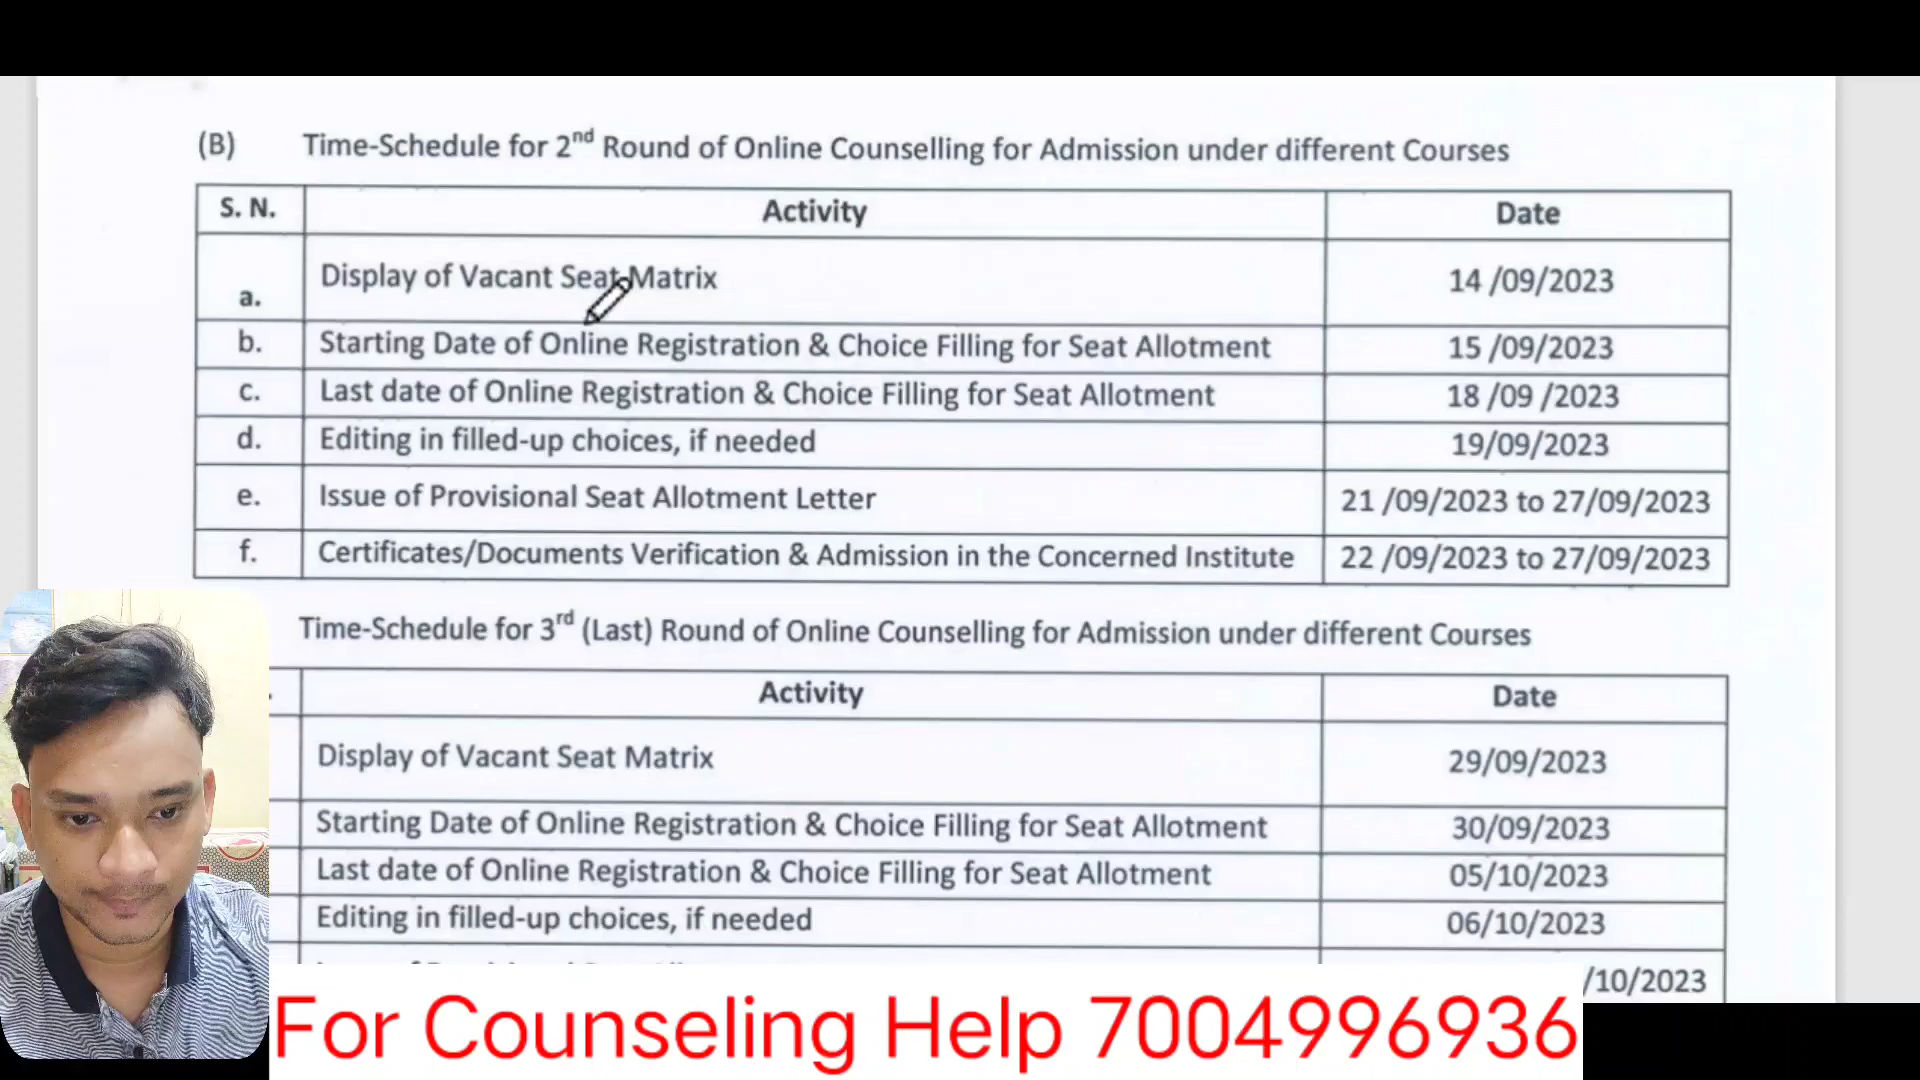 (B) Time-Schedule for 2nd Round of Online Counselling for Admission under different Courses
S. N. Activity Date
a. Display of Vacant Seat Matrix 14 /09/2023
b. Starting Date of Online Registration & Choice Filling for Seat Allotment 15 /09/2023
c. Last date of Online Registration & Choice Filling for Seat Allotment 18 /09 /2023
d. Editing in filled-up choices, if needed 19/09/2023
e. Issue of Provisional Seat Allotment Letter 21 /09/2023 to 27/09/2023
f. Certificates/Documents Verification & Admission in the Concerned Institute 22 /09/2023 to 27/09/2023
Time-Schedule for 3rd (Last) Round of Online Counselling for Admission under different Courses
Activity Date
Display of Vacant Seat Matrix 29/09/2023
Starting Date of Online Registration & Choice Filling for Seat Allotment 30/09/2023
Last date of Online Registration & Choice Filling for Seat Allotment 05/10/2023
Editing in filled-up choices, if needed 06/10/2023
/10/2023
For Counseling Help 7004996936